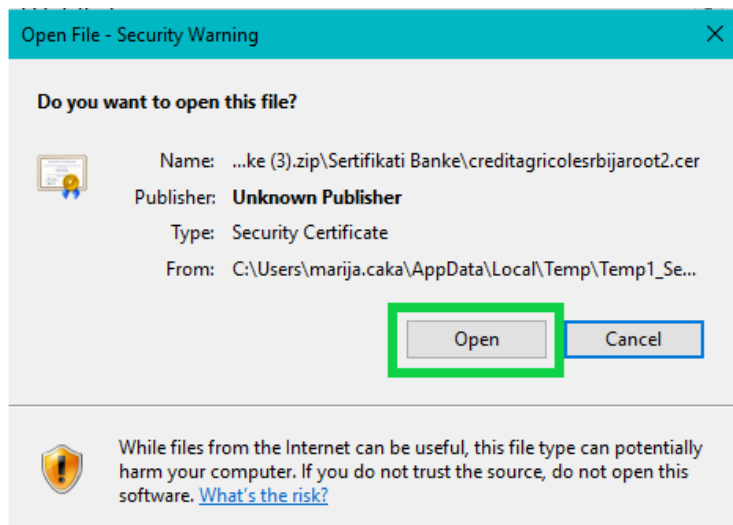 Open File - Security Warning
Do you want to open this file?
Name: ...ke (3).zip\Sertifikati Banke\creditagricolesrbijaroot2.cer
Publisher: Unknown Publisher
Type: Security Certificate
From: C:\Users\marija.caka\AppData\Local\Temp\Temp1_Se...
Open Cancel
While files from the Internet can be useful, this file type can potentially
harm your computer. If you do not trust the source, do not open this
software. What's the risk?